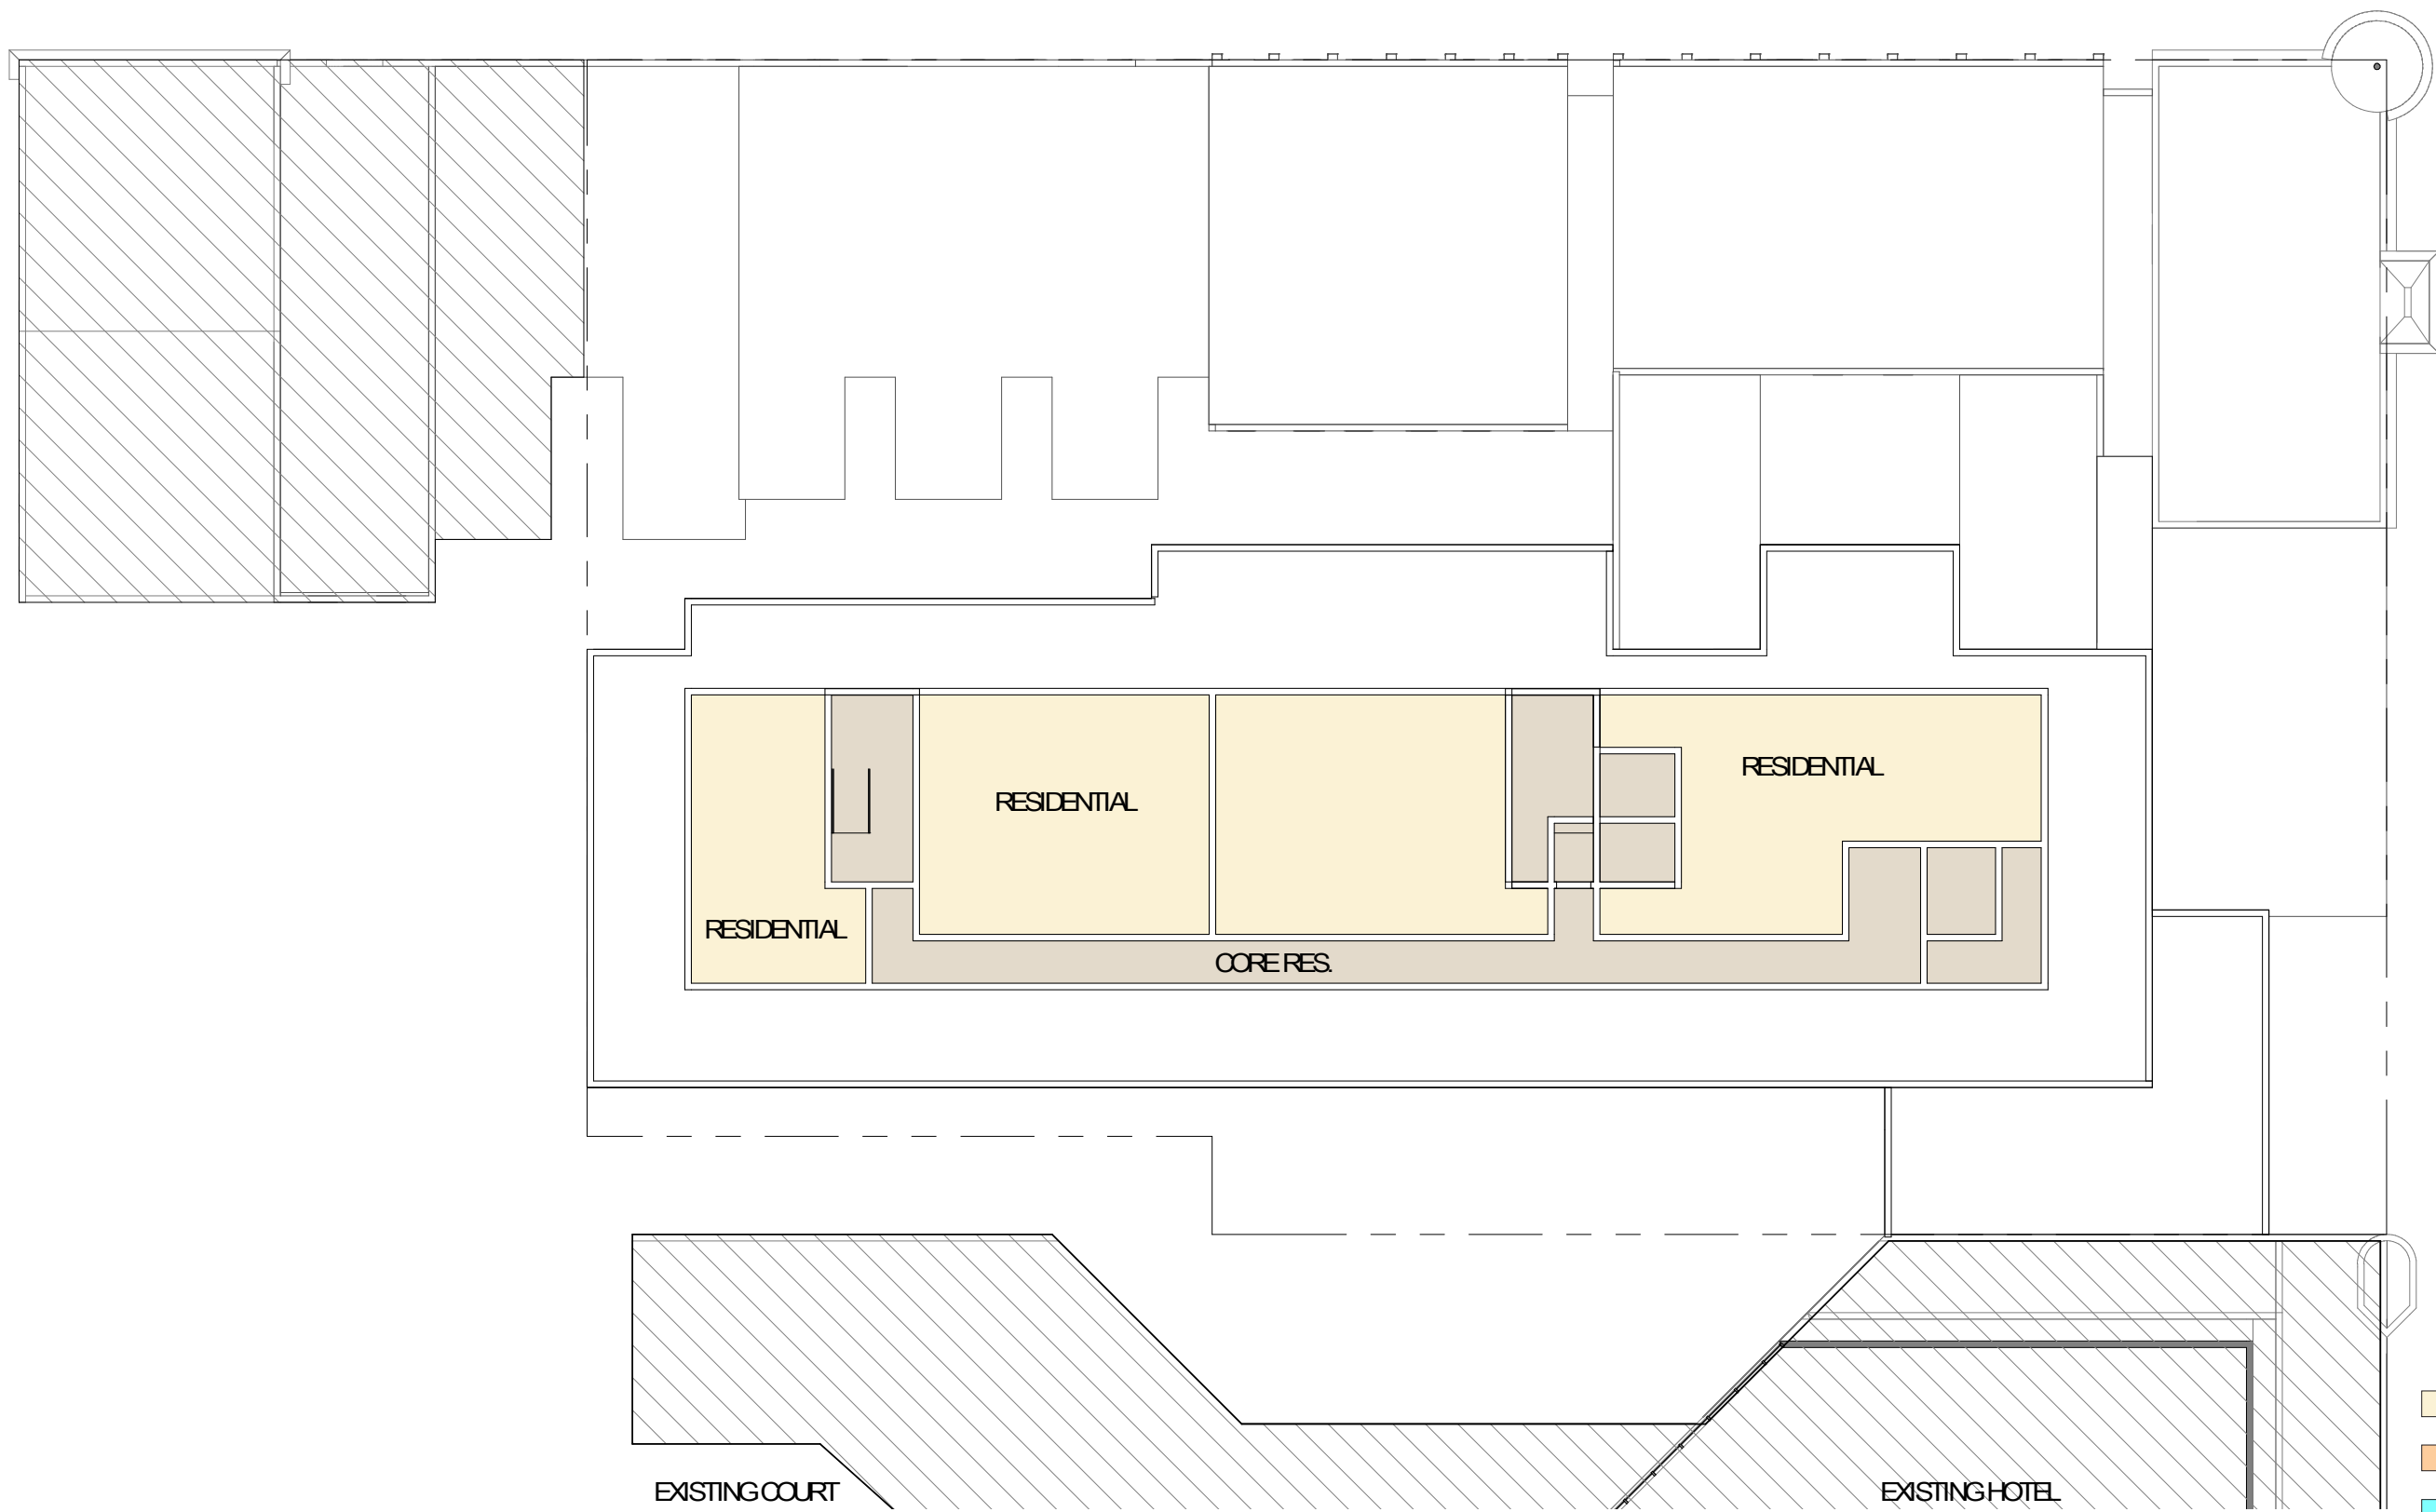 RESIDENTIAL
RESIDENTIAL
RESIDENTIAL
CORE RES.
EXISTING COURT
EXISTING HOTEL